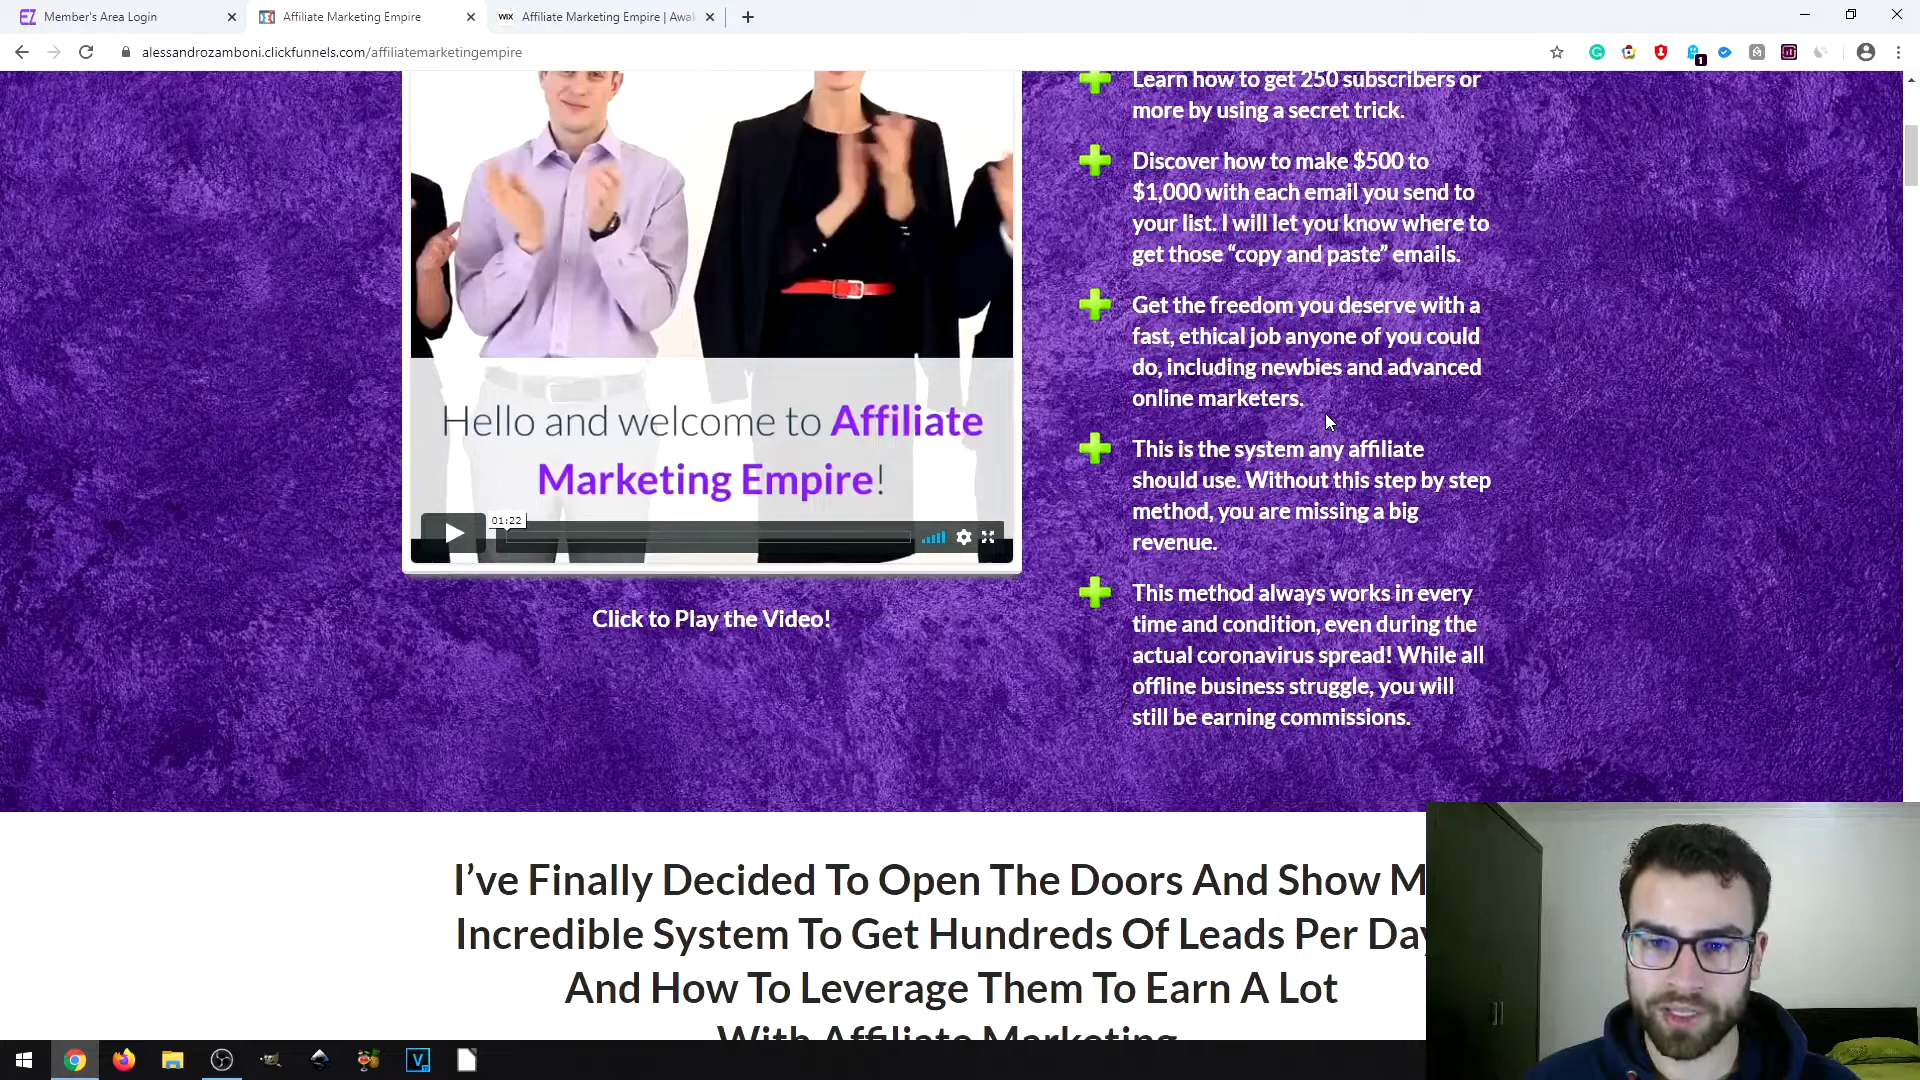 Member's Area Login
Affiliate Marketing Empire
WIX
Affiliate Marketing Empire | Awa
alessandrozamboni.clickfunnels.com/affiliatemarketingempire
1
Learn how to get 250 subscribers or
more by using a secret trick.
Discover how to make $500 to
$1,000 with each email you send to
your list. I will let you know where to
get those “copy and paste” emails.
Get the freedom you deserve with a
fast, ethical job anyone of you could
do, including newbies and advanced
online marketers.
This is the system any affiliate
should use. Without this step by step
method, you are missing a big
revenue.
This method always works in every
time and condition, even during the
actual coronavirus spread! While all
offline business struggle, you will
still be earning commissions.
Hello and welcome to Affiliate
Marketing Empire!
01:22
Click to Play the Video!
I’ve Finally Decided To Open The Doors And Show M
Incredible System To Get Hundreds Of Leads Per Day
And How To Leverage Them To Earn A Lot
With Affiliate Marketing